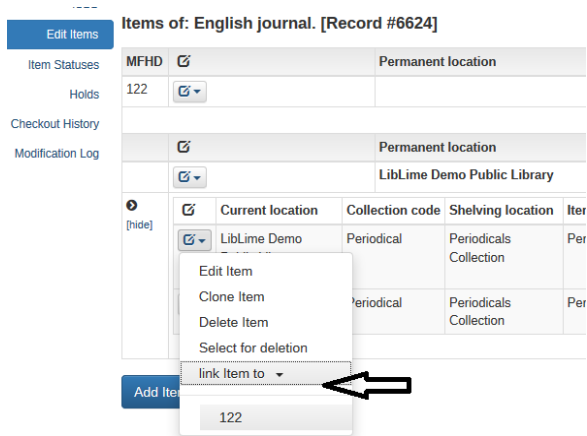 Items of: English journal. [Record #6624]
Edit Items
Item Statuses
Holds
Checkout History
Modification Log
MFHD Permanent location
122
Permanent location
LibLime Demo Public Library
[hide]
Current location Collection code Shelving location
LibLime Demo Periodical Periodicals
Collection
Periodical Periodicals
Collection
Edit Item
Clone Item
Delete Item
Select for deletion
link Item to
122
Add